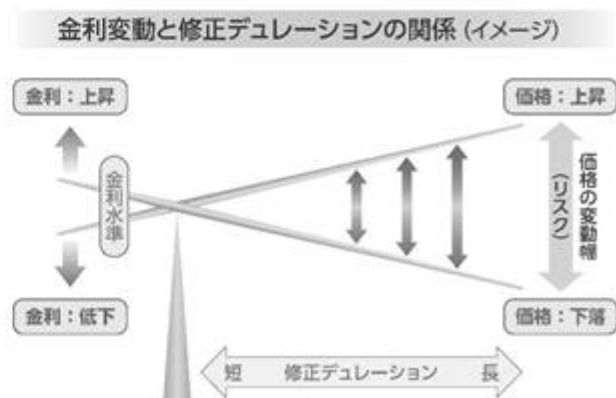 金利変動と修正デュレーションの関係(イメージ)
金利：上昇
価格：上昇
金利水準
価格の変動幅
(リスク)
金利：低下
価格：下落
短 修正デュレーション 長